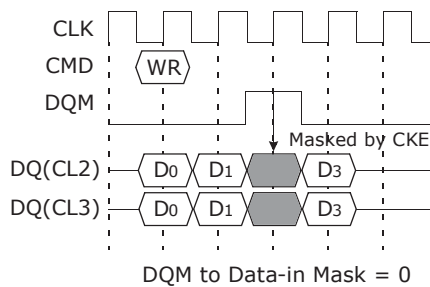 CLK
CMD WR
DQM
Masked by CKE
DQ(CL2) D0 D1 D3
DQ(CL3) D0 D1 D3
DQM to Data-in Mask = 0